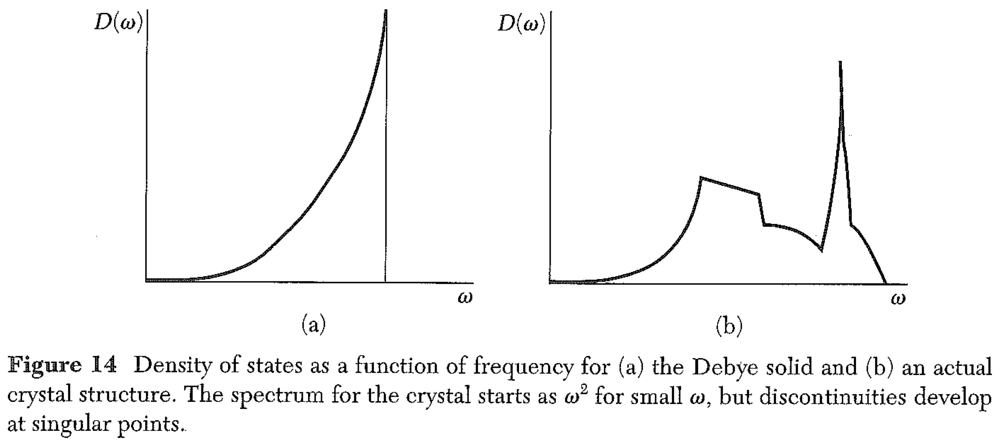 D(ω)
ω
(a)
D(ω)
ω
(b)
Figure 14 Density of states as a function of frequency for (a) the Debye solid and (b) an actual
crystal structure. The spectrum for the crystal starts as ω² for small ω, but discontinuities develop
at singular points.